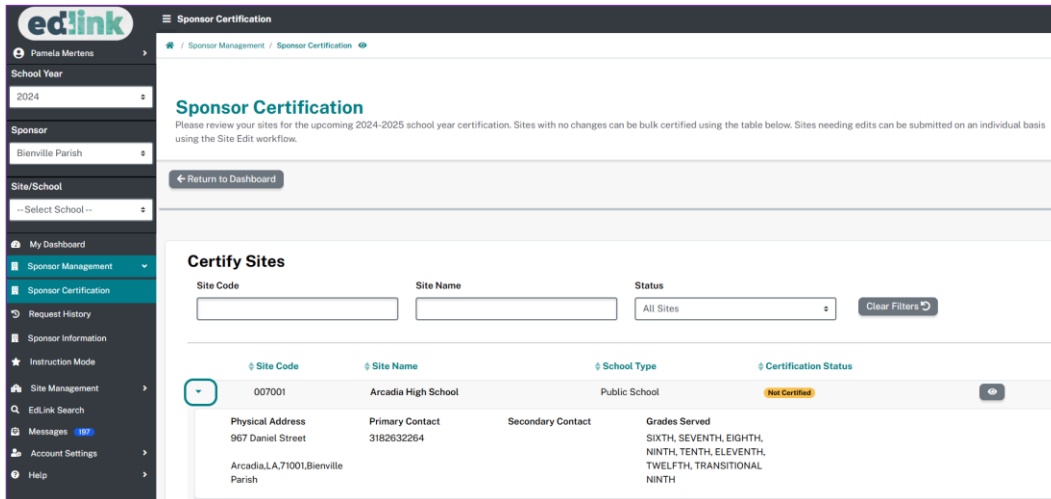 edlink
Pamela Mertens
School Year
2024
Sponsor
Bienville Parish
Site/School
--Select School--
My Dashboard
Sponsor Management
Sponsor Certification
Request History
Sponsor Information
Instruction Mode
Site Management
EdLink Search
Messages 197
Account Settings
Help
Sponsor Certification
/ Sponsor Management / Sponsor Certification
Sponsor Certification
Please review your sites for the upcoming 2024-2025 school year certification. Sites with no changes can be bulk certified using the table below. Sites needing edits can be submitted on an individual basis
using the Site Edit workflow.
Return to Dashboard
Certify Sites
Site Code Site Name Status
All Sites Clear Filters
Site Code Site Name School Type Certification Status
007001 Arcadia High School Public School Not Certified
Physical Address Primary Contact Secondary Contact Grades Served
967 Daniel Street 3182632264 SIXTH, SEVENTH, EIGHTH,
NINTH, TENTH, ELEVENTH,
Arcadia,LA,71001,Bienville TWELFTH, TRANSITIONAL
Parish NINTH